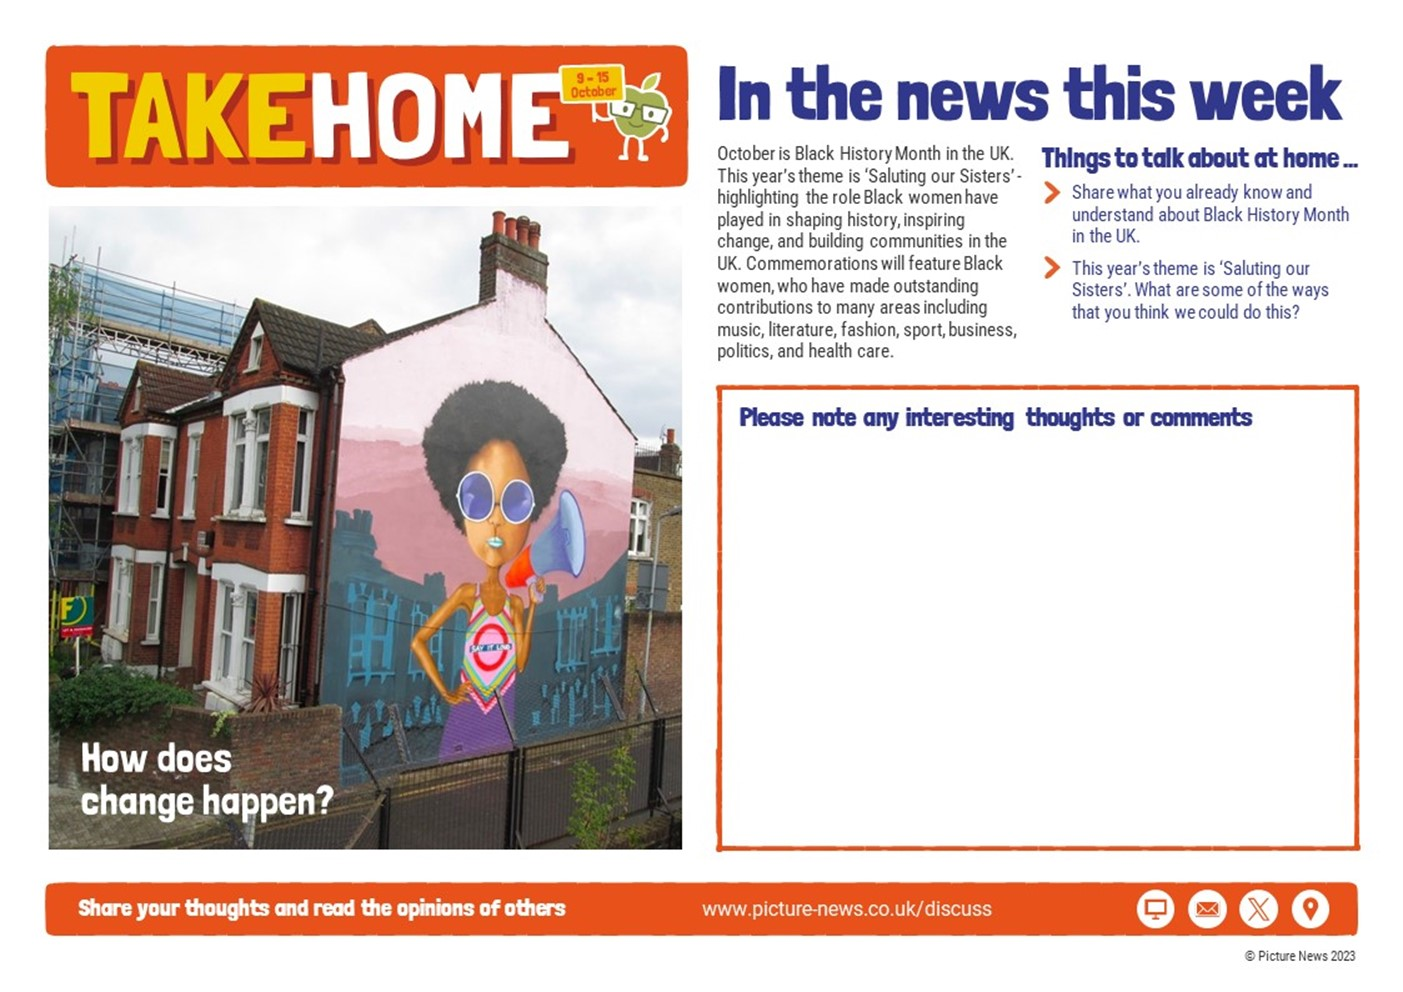 TAKEHOME
9 – 15
October
In the news this week
October is Black History Month in the UK.
This year's theme is 'Saluting our Sisters' -
highlighting the role Black women have
played in shaping history, inspiring
change, and building communities in the
UK. Commemorations will feature Black
women, who have made outstanding
contributions to many areas including
music, literature, fashion, sport, business,
politics, and health care.
Things to talk about at home ...
Share what you already know and
understand about Black History Month
in the UK.
This year's theme is 'Saluting our
Sisters'. What are some of the ways
that you think we could do this?
SAY IT LOUD
How does
change happen?
Please note any interesting thoughts or comments
Share your thoughts and read the opinions of others
www.picture-news.co.uk/discuss
© Picture News 2023